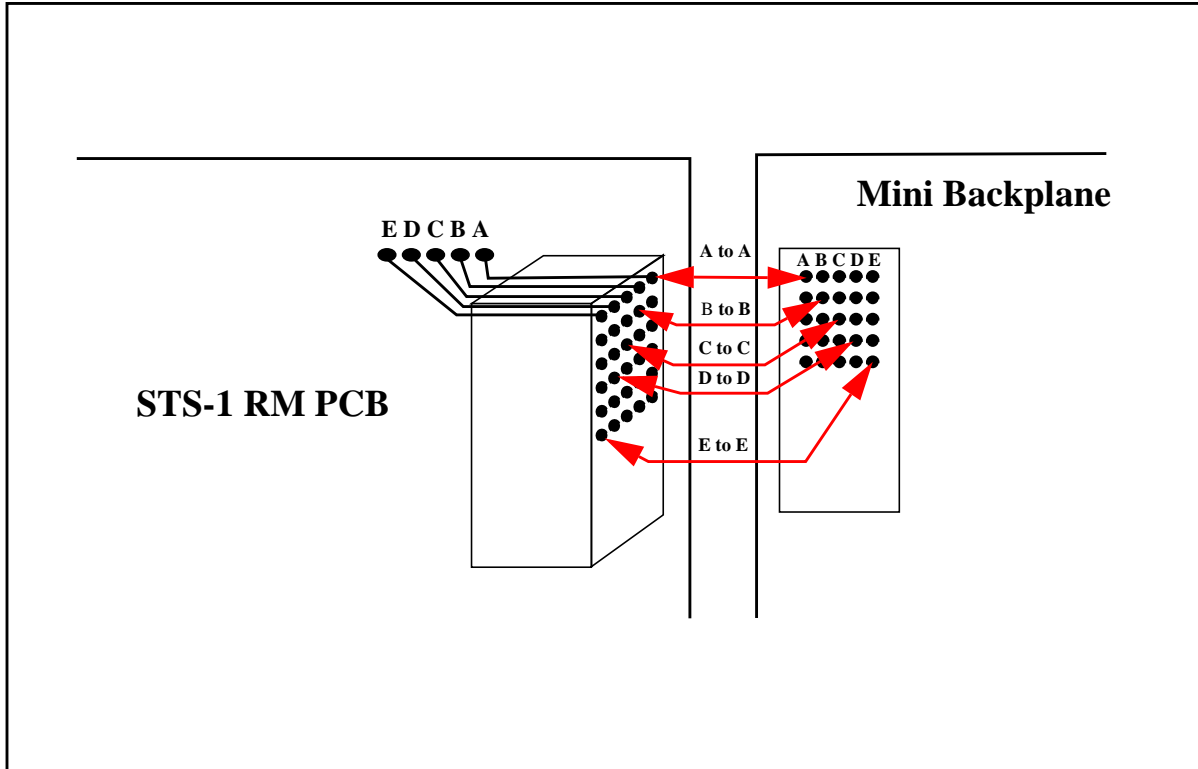 Mini Backplane
E D C B A
A to A
A B C D E
B to B
C to C
D to D
STS-1 RM PCB
E to E